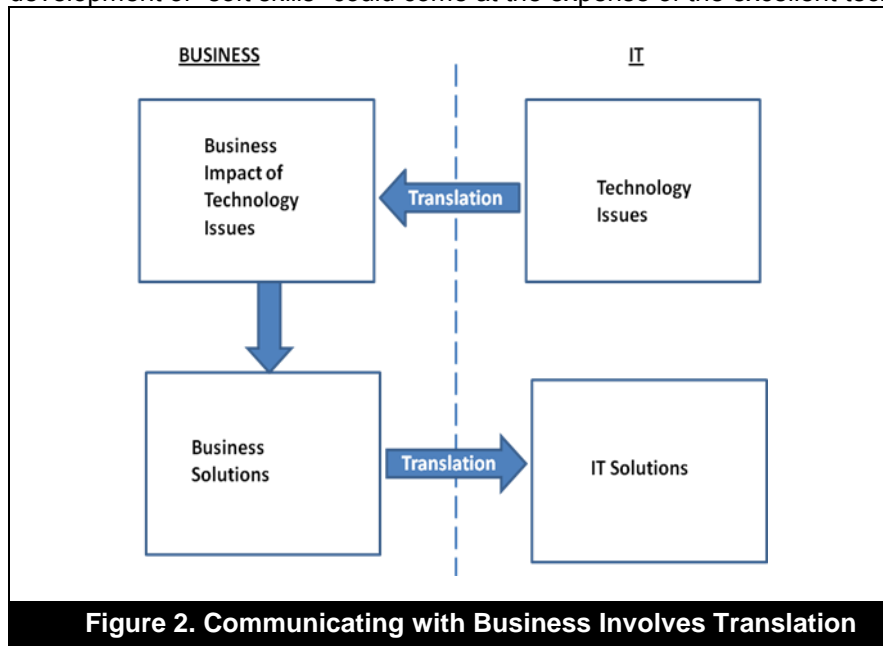 BUSINESS
IT
Business
Impact of
Technology
Issues
Translation
Technology
Issues
Business
Solutions
Translation
IT Solutions
Figure 2. Communicating with Business Involves Translation